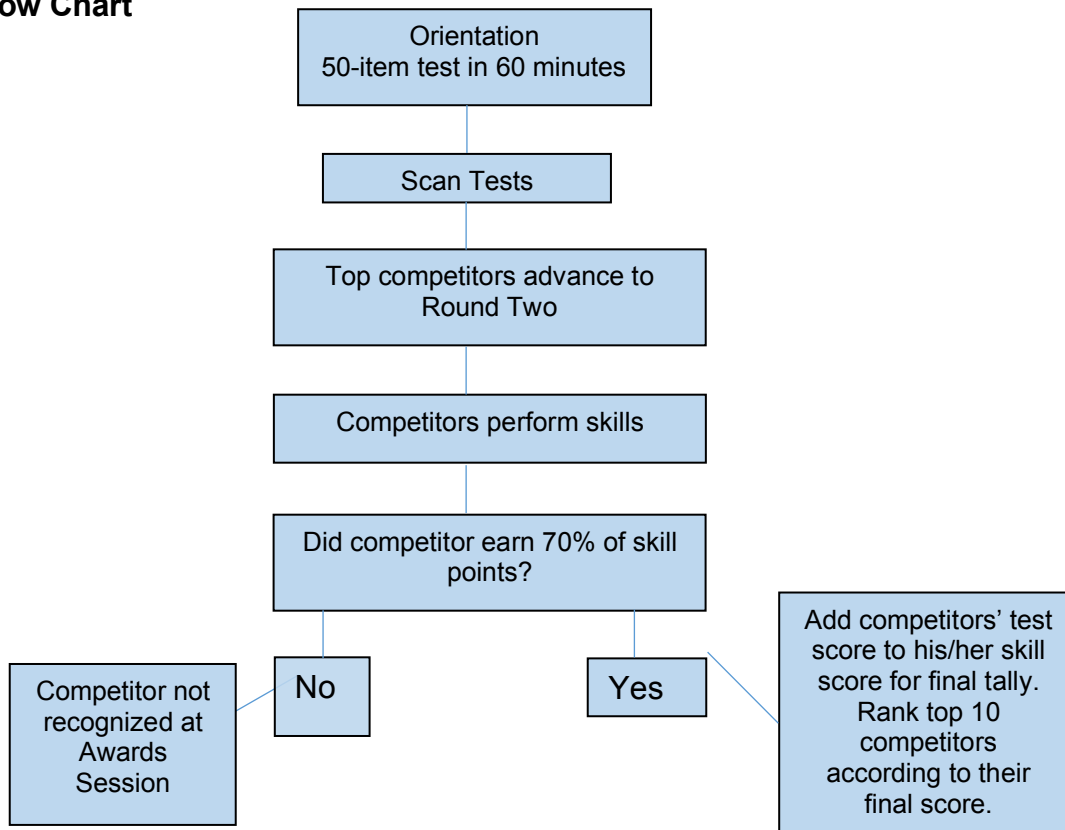 ow Chart
Orientation
50-item test in 60 minutes
Scan Tests
Top competitors advance to
Round Two
Competitors perform skills
Did competitor earn 70% of skill
points?
No
Yes
Competitor not
recognized at
Awards
Session
Add competitors’ test
score to his/her skill
score for final tally.
Rank top 10
competitors
according to their
final score.